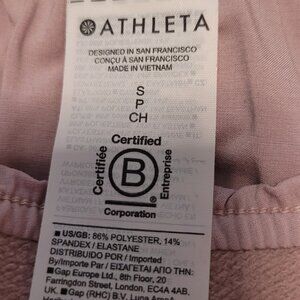 ATHLETA
DESIGNED IN SAN FRANCISCO
CONÇU À SAN FRANCISCO
MADE IN VIETNAM
S
P
CH
Certified
Certifiée
B
Entreprise
Corporation
US/GB: 86% POLYESTER, 14%
SPANDEX / ELASTANE
DISTRIBUIDO POR / Imported
By/Importe Par / ΕΙΣΑΓΕΤΑΙ ΑΠΟ ΤΗΝ:
Gap Europe Ltd., 8th Floor, 20
Farringdon Street, London, EC4A 4AB,
UK. Gap (RHC) B.V.